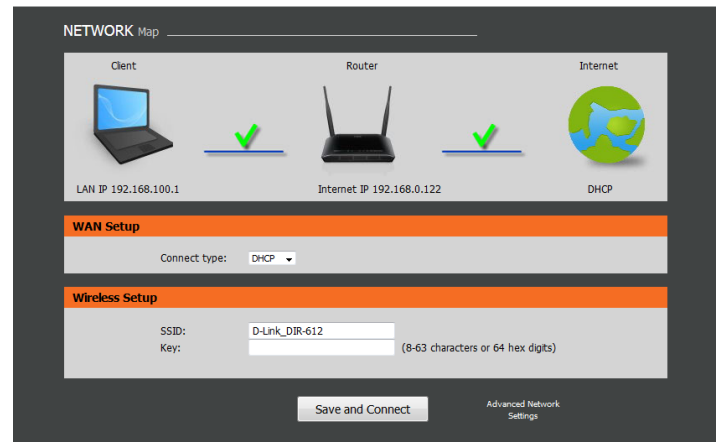 NETWORK Map
Client Router Internet
LAN IP 192.168.100.1 Internet IP 192.168.0.122 DHCP
WAN Setup
Connect type: DHCP
Wireless Setup
SSID: D-Link_DIR-612
Key: (8-63 characters or 64 hex digits)
Save and Connect
Advanced Network
Settings